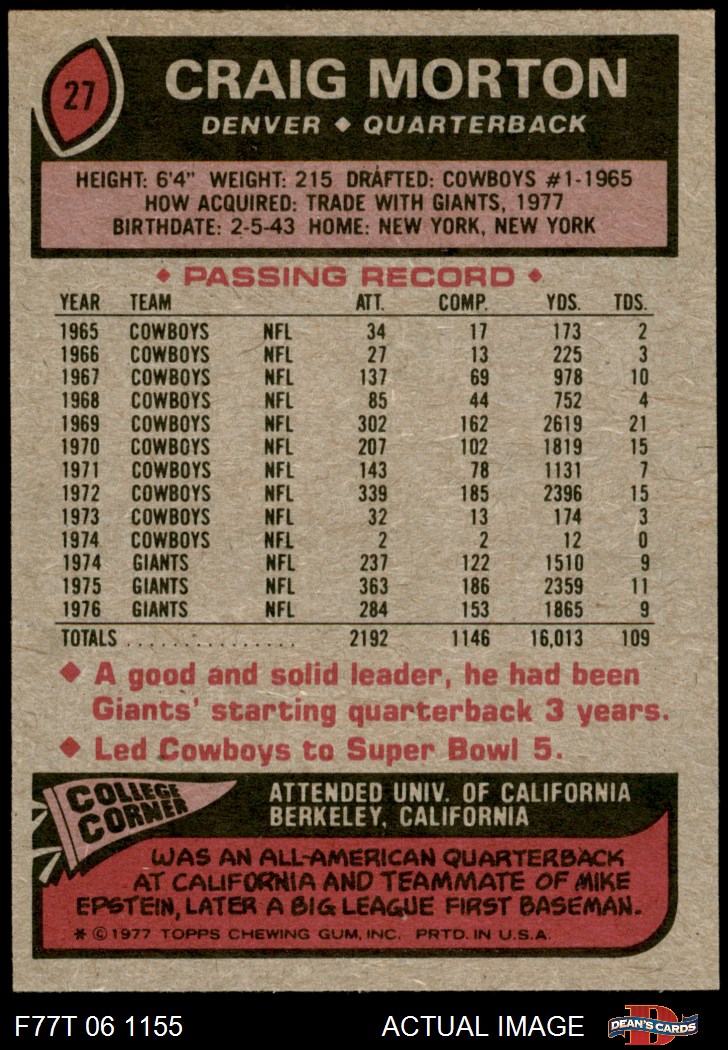 27
CRAIG MORTON
DENVER ◆ QUARTERBACK
HEIGHT: 6'4" WEIGHT: 215 DRAFTED: COWBOYS #1-1965
HOW ACQUIRED: TRADE WITH GIANTS, 1977
BIRTHDATE: 2-5-43 HOME: NEW YORK, NEW YORK
◆ PASSING RECORD ◆
YEAR TEAM ATT. COMP. YDS. TDS.
1965 COWBOYS NFL 34 17 173 2
1966 COWBOYS NFL 27 13 225 3
1967 COWBOYS NFL 137 69 978 10
1968 COWBOYS NFL 85 44 752 4
1969 COWBOYS NFL 302 162 2619 21
1970 COWBOYS NFL 207 102 1819 15
1971 COWBOYS NFL 143 78 1131 7
1972 COWBOYS NFL 339 185 2396 15
1973 COWBOYS NFL 32 13 174 3
1974 COWBOYS NFL 2 2 12 0
1974 GIANTS NFL 237 122 1510 9
1975 GIANTS NFL 363 186 2359 11
1976 GIANTS NFL 284 153 1865 9
TOTALS .............. 2192 1146 16,013 109
◆ A good and solid leader, he had been
Giants' starting quarterback 3 years.
◆ Led Cowboys to Super Bowl 5.
COLLEGE
CORNER
ATTENDED UNIV. OF CALIFORNIA
BERKELEY, CALIFORNIA
WAS AN ALL-AMERICAN QUARTERBACK
AT CALIFORNIA AND TEAMMATE OF MIKE
EPSTEIN, LATER A BIG LEAGUE FIRST BASEMAN.
* © 1977 TOPPS CHEWING GUM, INC. PRTD. IN U.S.A.
F77T 06 1155
ACTUAL IMAGE
D
DEAN'S CARDS